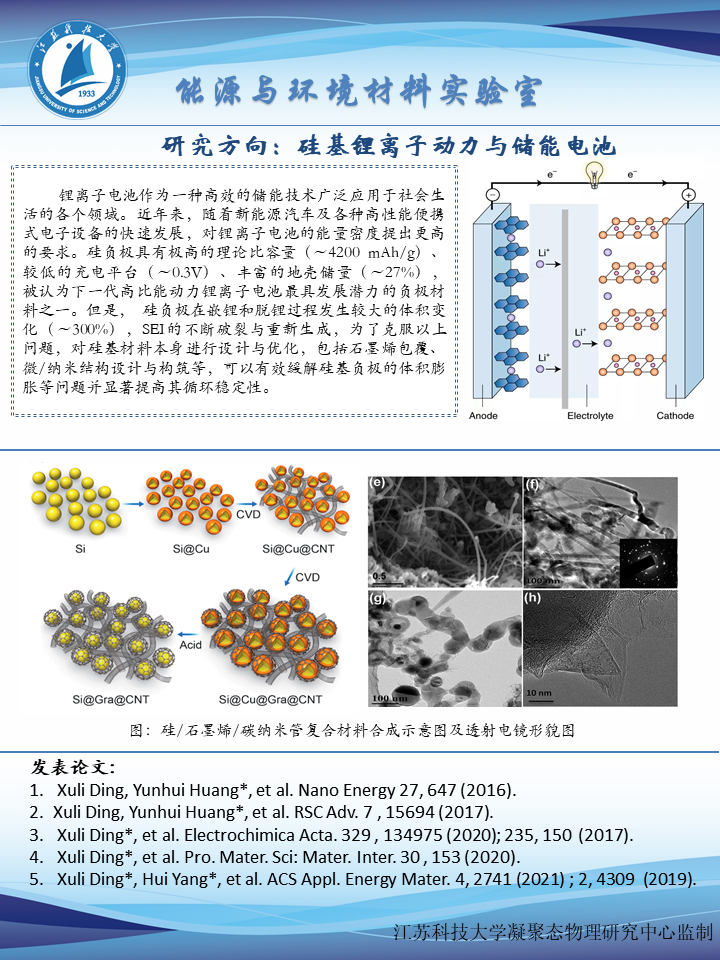 江苏科技大学
1933
JIANGSU UNIVERSITY OF SCIENCE AND TECHNOLOGY
能源与环境材料实验室
研究方向：硅基锂离子动力与储能电池
锂离子电池作为一种高效的储能技术广泛应用于社会生
活的各个领域。近年来，随着新能源汽车及各种高性能便携
式电子设备的快速发展，对锂离子电池的能量密度提出更高
的要求。硅负极具有极高的理论比容量（～4200 mAh/g）、
较低的充电平台（～0.3V）、丰富的地壳储量（～27%），
被认为下一代高比能动力锂离子电池最具发展潜力的负极材
料之一。但是， 硅负极在嵌锂和脱锂过程发生较大的体积变
化（～300%），SEI的不断破裂与重新生成，为了克服以上
问题，对硅基材料本身进行设计与优化，包括石墨烯包覆、
微/纳米结构设计与构筑等，可以有效缓解硅基负极的体积膨
胀等问题并显著提高其循环稳定性。
e⁻ e⁻
− +
Li⁺
Li⁺
Li⁺
Anode Electrolyte Cathode
Si Si@Cu CVD Si@Cu@CNT
CVD
Acid
Si@Gra@CNT Si@Cu@Gra@CNT
(e) (f)
0.5 100 nm
(g) (h)
100 nm 10 nm
图：硅/石墨烯/碳纳米管复合材料合成示意图及透射电镜形貌图
发表论文：
1. Xuli Ding, Yunhui Huang*, et al. Nano Energy 27, 647 (2016).
2. Xuli Ding, Yunhui Huang*, et al. RSC Adv. 7 , 15694 (2017).
3. Xuli Ding*, et al. Electrochimica Acta. 329 , 134975 (2020); 235, 150 (2017).
4. Xuli Ding*, et al. Pro. Mater. Sci: Mater. Inter. 30 , 153 (2020).
5. Xuli Ding*, Hui Yang*, et al. ACS Appl. Energy Mater. 4, 2741 (2021) ; 2, 4309 (2019).
江苏科技大学凝聚态物理研究中心监制